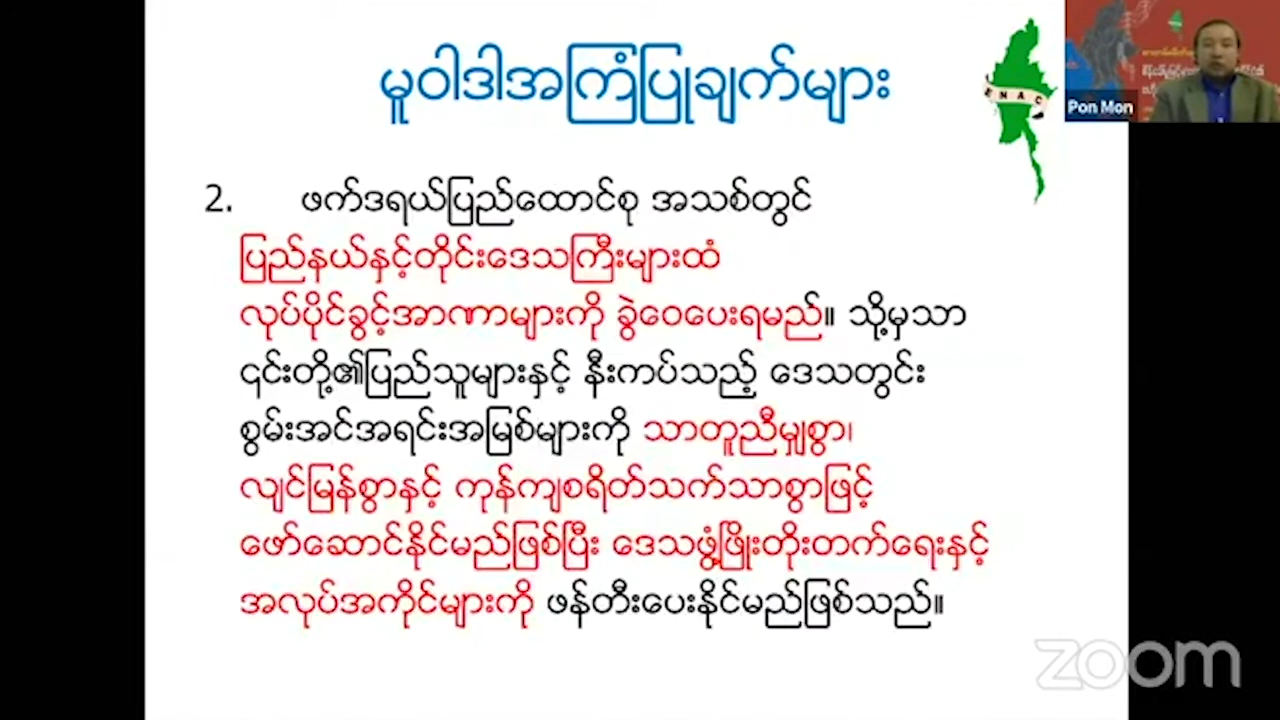 မူဝါဒါအကြံပြုချက်များ
ENAC
Pon Mon
2. ဖက်ဒရယ်ပြည်ထောင်စု အသစ်တွင်
ပြည်နယ်နှင့်တိုင်းဒေသကြီးများထံ
လုပ်ပိုင်ခွင့်အာဏာများကို ခွဲဝေပေးရမည်။ သို့မှသာ
၎င်းတို့၏ပြည်သူများနှင့် နီးကပ်သည့် ဒေသတွင်း
စွမ်းအင်အရင်းအမြစ်များကို သာတူညီမျှစွာ၊
လျင်မြန်စွာနှင့် ကုန်ကျစရိတ်သက်သာစွာဖြင့်
ဖော်ဆောင်နိုင်မည်ဖြစ်ပြီး ဒေသဖွံ့ဖြိုးတိုးတက်ရေးနှင့်
အလုပ်အကိုင်များကို ဖန်တီးပေးနိုင်မည်ဖြစ်သည်။
zoom